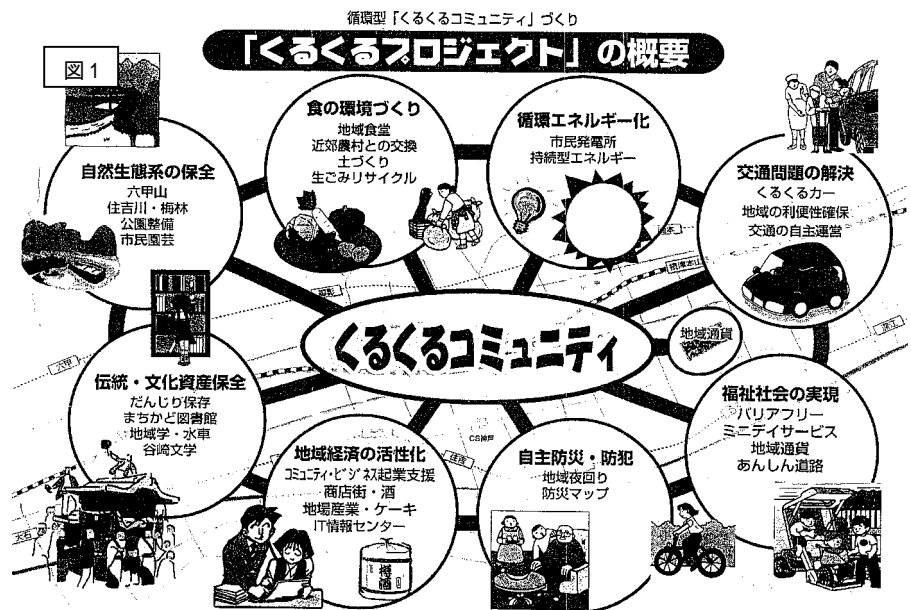 循環型「くるくるコミュニティ」づくり
「くるくるプロジェクト」の概要
図1
自然生態系の保全
六甲山
住吉川・梅林
公園整備
市民園芸
食の環境づくり
地域食堂
近郊農村との交換
土づくり
生ごみリサイクル
循環エネルギー化
市民発電所
持続型エネルギー
交通問題の解決
くるくるカー
地域の利便性確保
交通の自主運営
摂津本山
くるくるコミュニティ
地域通貨
伝統・文化資産保全
だんじり保存
まちかど図書館
地域学・水車
谷崎文学
地域経済の活性化
コミュニティ・ビジネス起業支援
商店街・酒
地場産業・ケーキ
IT情報センター
樽酒
CS神戸
自主防災・防犯
地域夜回り
防災マップ
福祉社会の実現
バリアフリー
ミニデイサービス
地域通貨
あんしん道路
六甲
大石